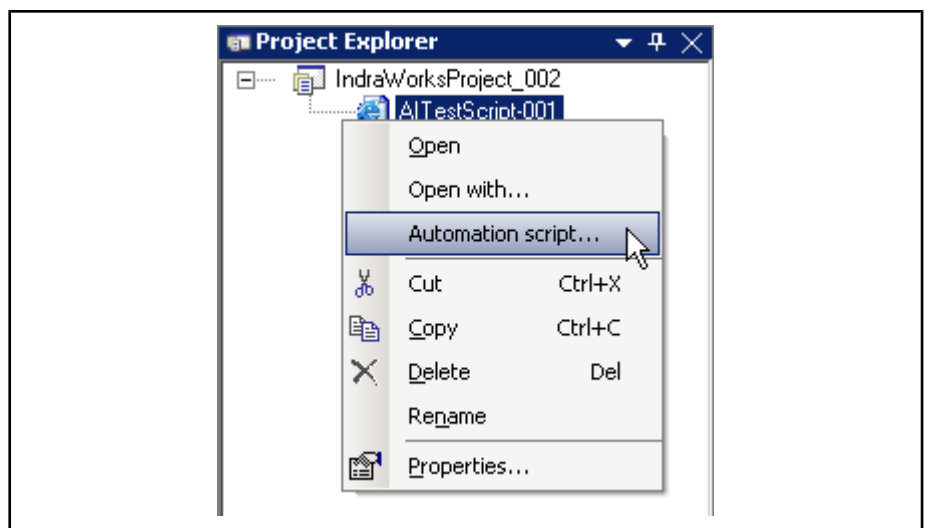 Project Explorer
IndraWorksProject_002
AITestScript-001
Open
Open with...
Automation script...
Cut Ctrl+X
Copy Ctrl+C
Delete Del
Rename
Properties...